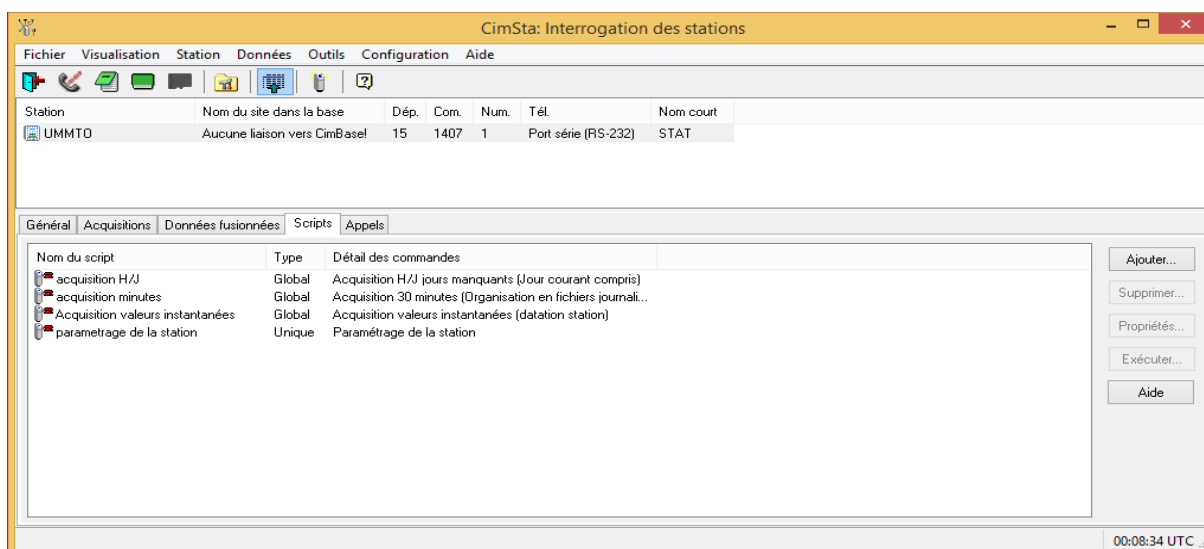 CimSta: Interrogation des stations
Fichier Visualisation Station Données Outils Configuration Aide
Station Nom du site dans la base Dép. Com. Num. Tél. Nom court
UMMTO Aucune liaison vers CimBase! 15 1407 1 Port série (RS-232) STAT
Général Acquisitions Données fusionnées Scripts Appels
Nom du script Type Détail des commandes
acquisition H/J Global Acquisition H/J jours manquants (Jour courant compris)
acquisition minutes Global Acquisition 30 minutes (Organisation en fichiers journali...
Acquisition valeurs instantanées Global Acquisition valeurs instantanées (datation station)
parametrage de la station Unique Paramétrage de la station
Ajouter...
Supprimer...
Propriétés...
Exécuter...
Aide
00:08:34 UTC